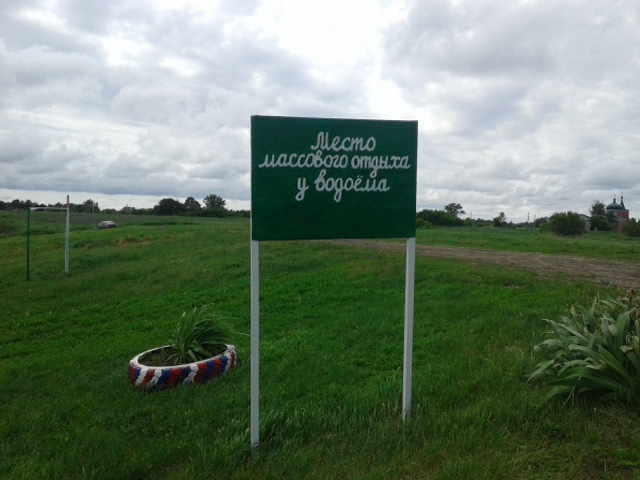 Место
массового отдыха
у водоёма